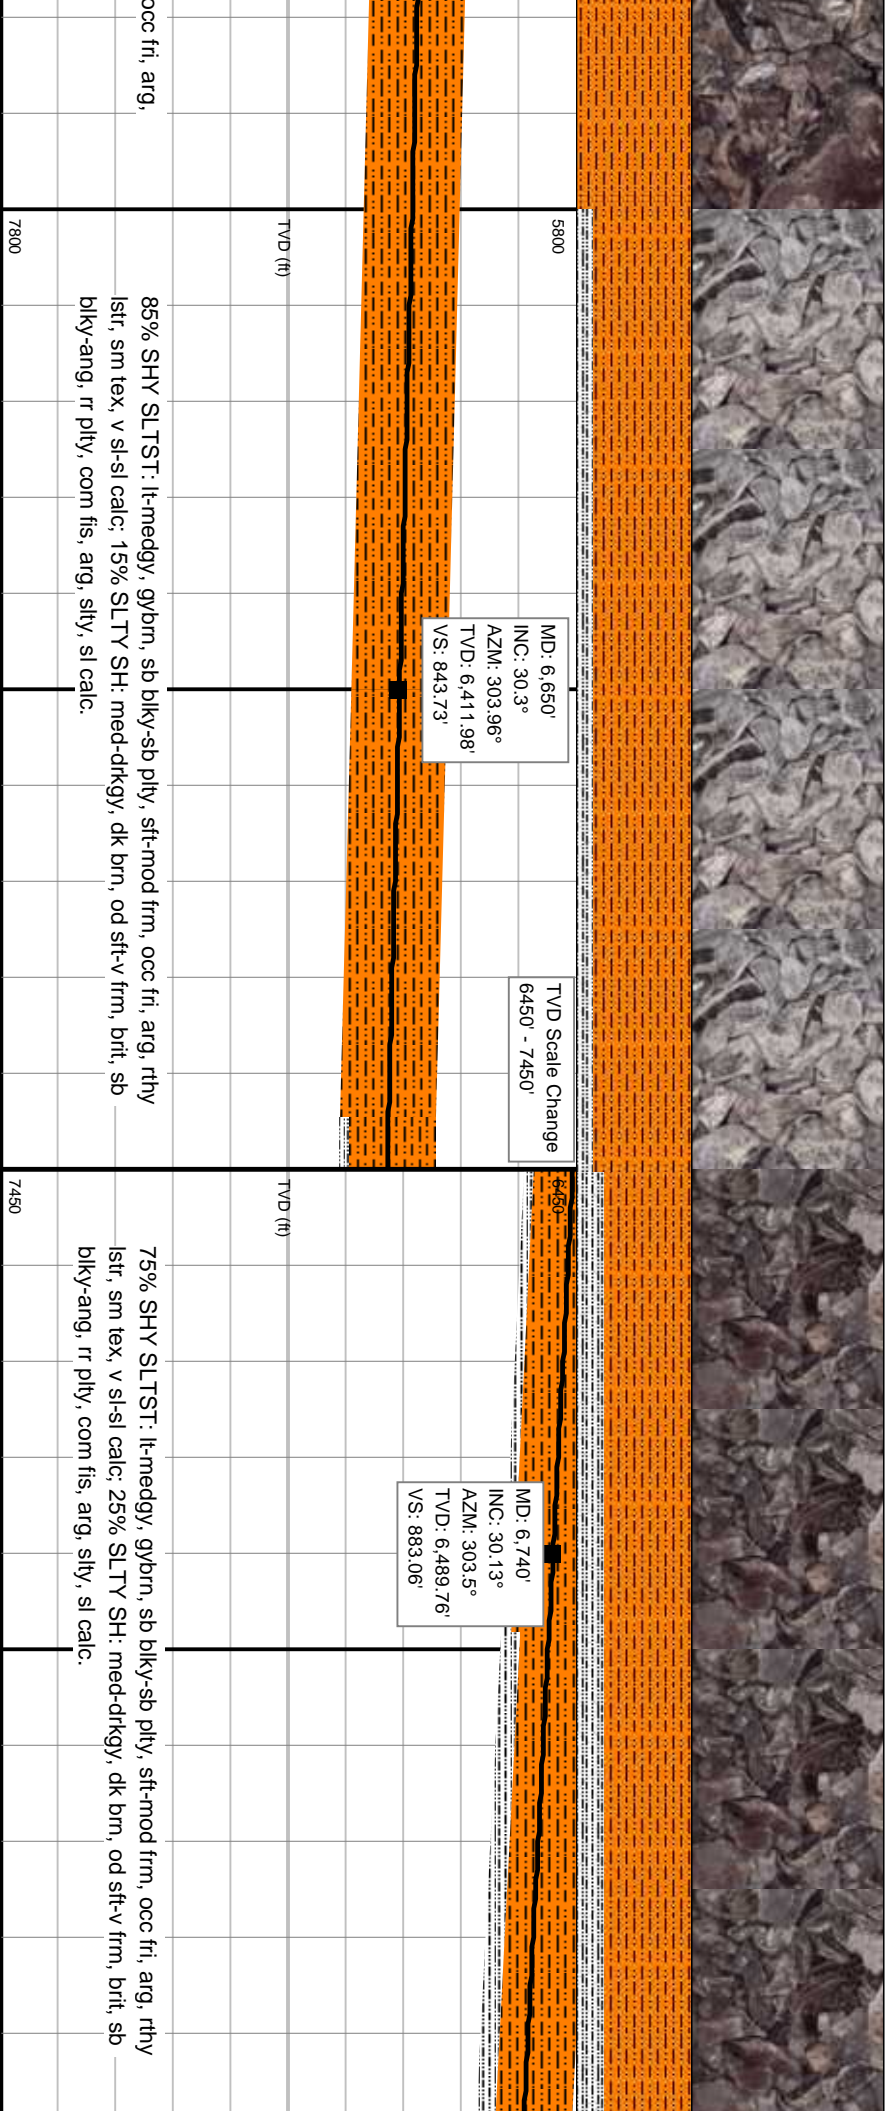 occ fri, arg,
5800
TVD (ft)
7800
85% SHY SLTST: lt-medgy, gybrn, sb blky-sb plty, sft-mod frm, occ fri, arg, rthy
lstr, sm tex, v sl-sl calc; 15% SLTY SH: med-drkgy, dk brn, od sft-v frm, brit, sb
blky-ang, rr plty, com fis, arg, slty, sl calc.
MD: 6,650'
INC: 30.3°
AZM: 303.96°
TVD: 6,411.98'
VS: 843.73'
TVD Scale Change
6450' - 7450'
6450
TVD (ft)
7450
75% SHY SLTST: lt-medgy, gybrn, sb blky-sb plty, sft-mod frm, occ fri, arg, rthy
lstr, sm tex, v sl-sl calc; 25% SLTY SH: med-drkgy, dk brn, od sft-v frm, brit, sb
blky-ang, rr plty, com fis, arg, slty, sl calc.
MD: 6,740'
INC: 30.13°
AZM: 303.5°
TVD: 6,489.76'
VS: 883.06'